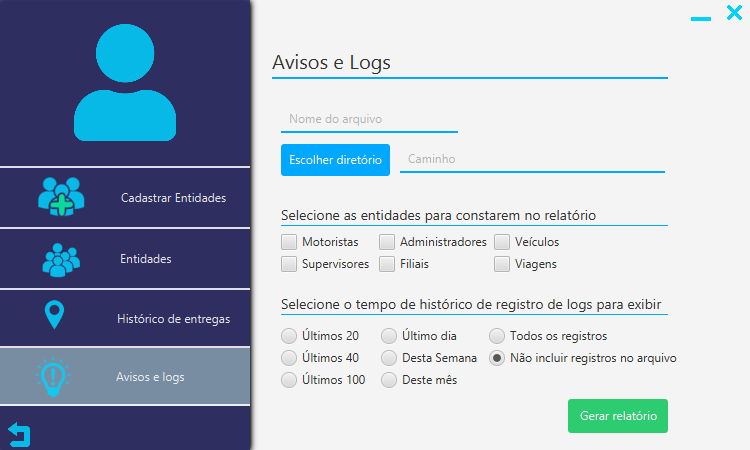 Avisos e Logs
Nome do arquivo
Escolher diretório
Caminho
Cadastrar Entidades
Entidades
Histórico de entregas
Avisos e logs
Selecione as entidades para constarem no relatório
Motoristas Administradores Veículos
Supervisores Filiais Viagens
Selecione o tempo de histórico de registro de logs para exibir
Últimos 20 Último dia Todos os registros
Últimos 40 Desta Semana Não incluir registros no arquivo
Últimos 100 Deste mês
Gerar relatório